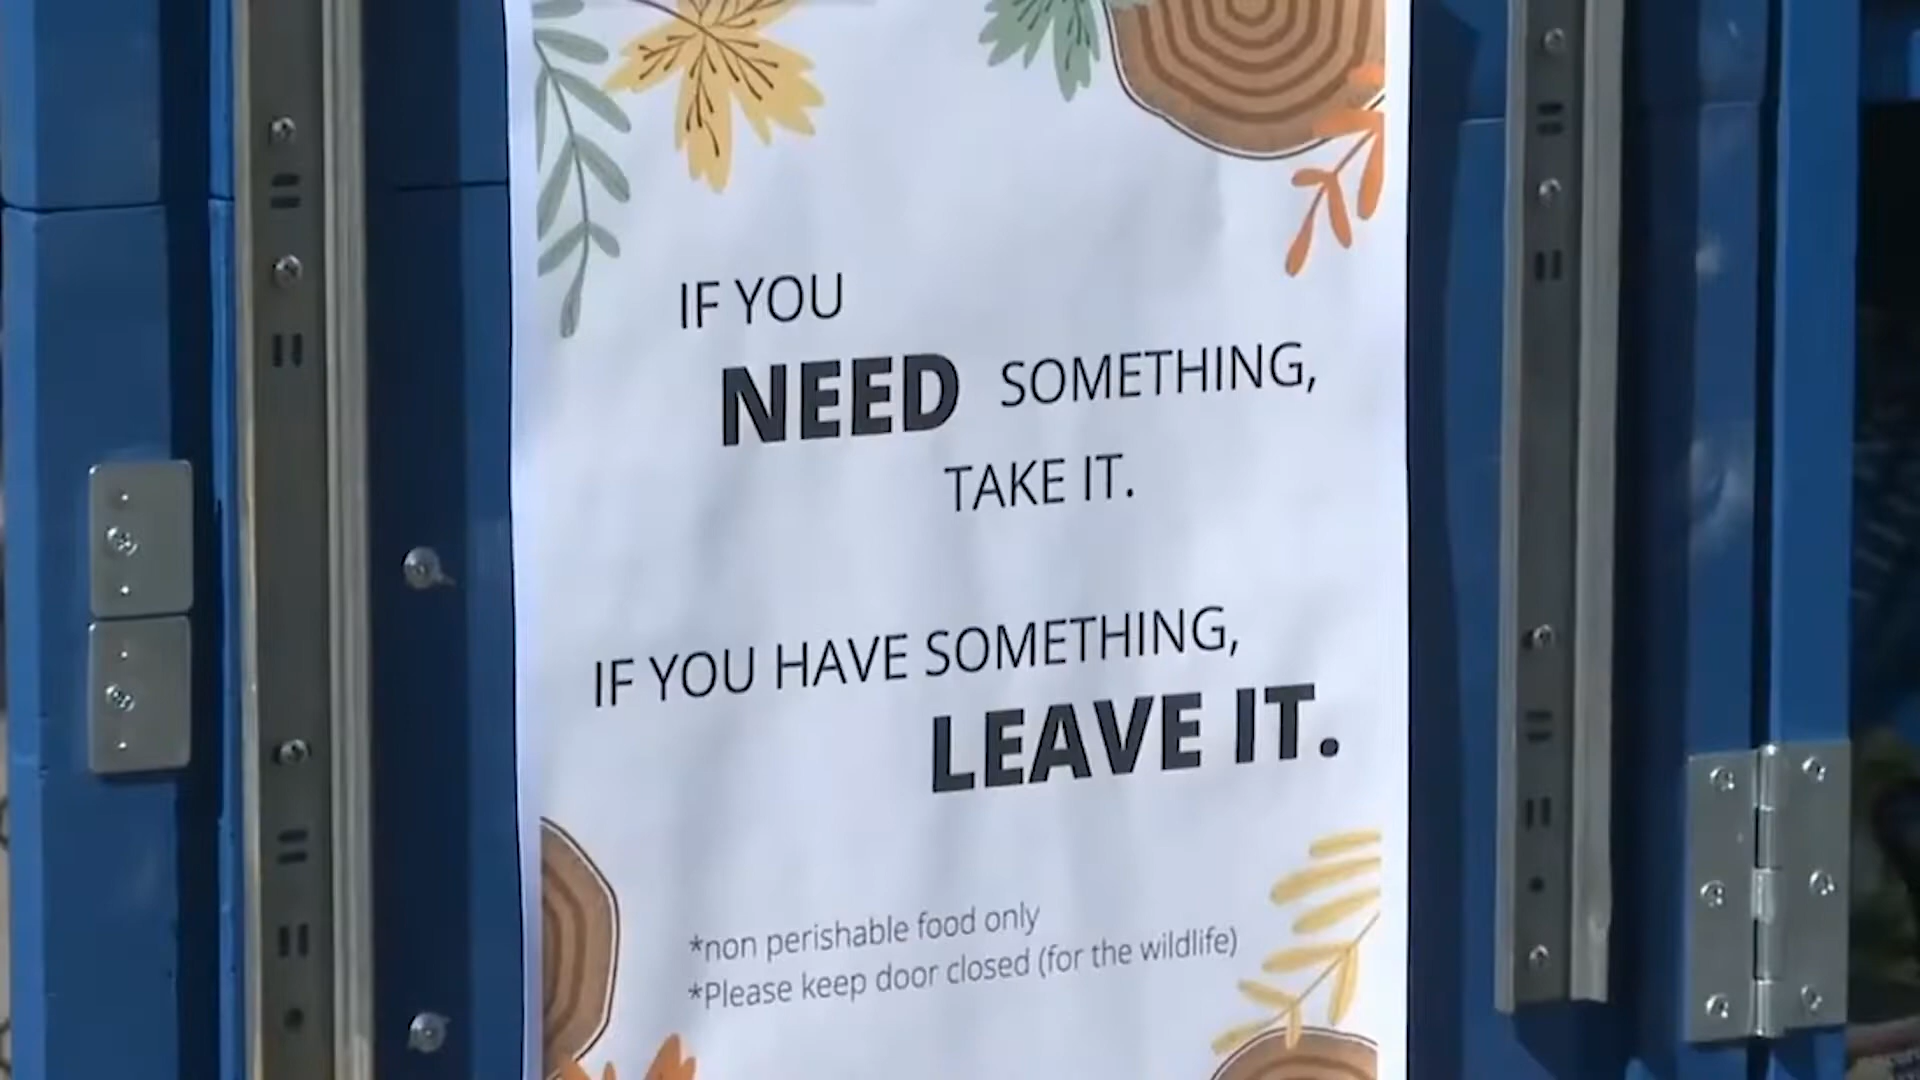 IF YOU
NEED SOMETHING,
TAKE IT.
IF YOU HAVE SOMETHING,
LEAVE IT.
*non perishable food only
*Please keep door closed (for the wildlife)